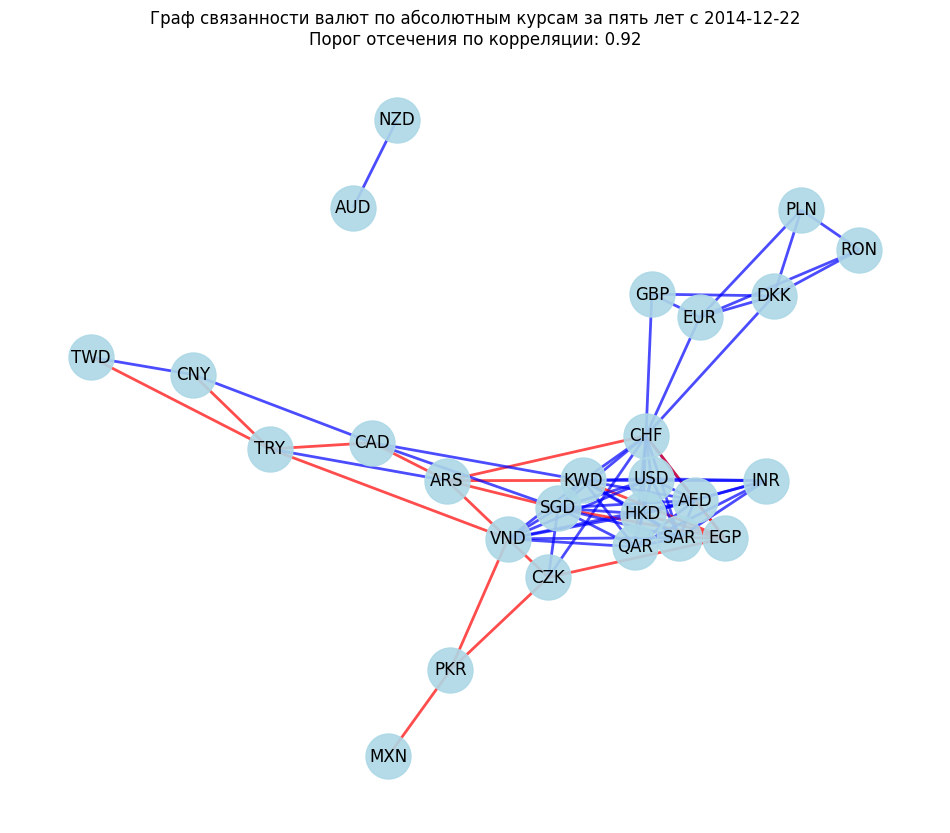 Граф связанности валют по абсолютным курсам за пять лет с 2014-12-22
Порог отсечения по корреляции: 0.92
NZD
AUD
PLN
RON
GBP
DKK
EUR
TWD
CNY
CHF
CAD
TRY
ARS
KWD
USD
INR
AED
SGD
HKD
VND
SAR
EGP
QAR
CZK
PKR
MXN